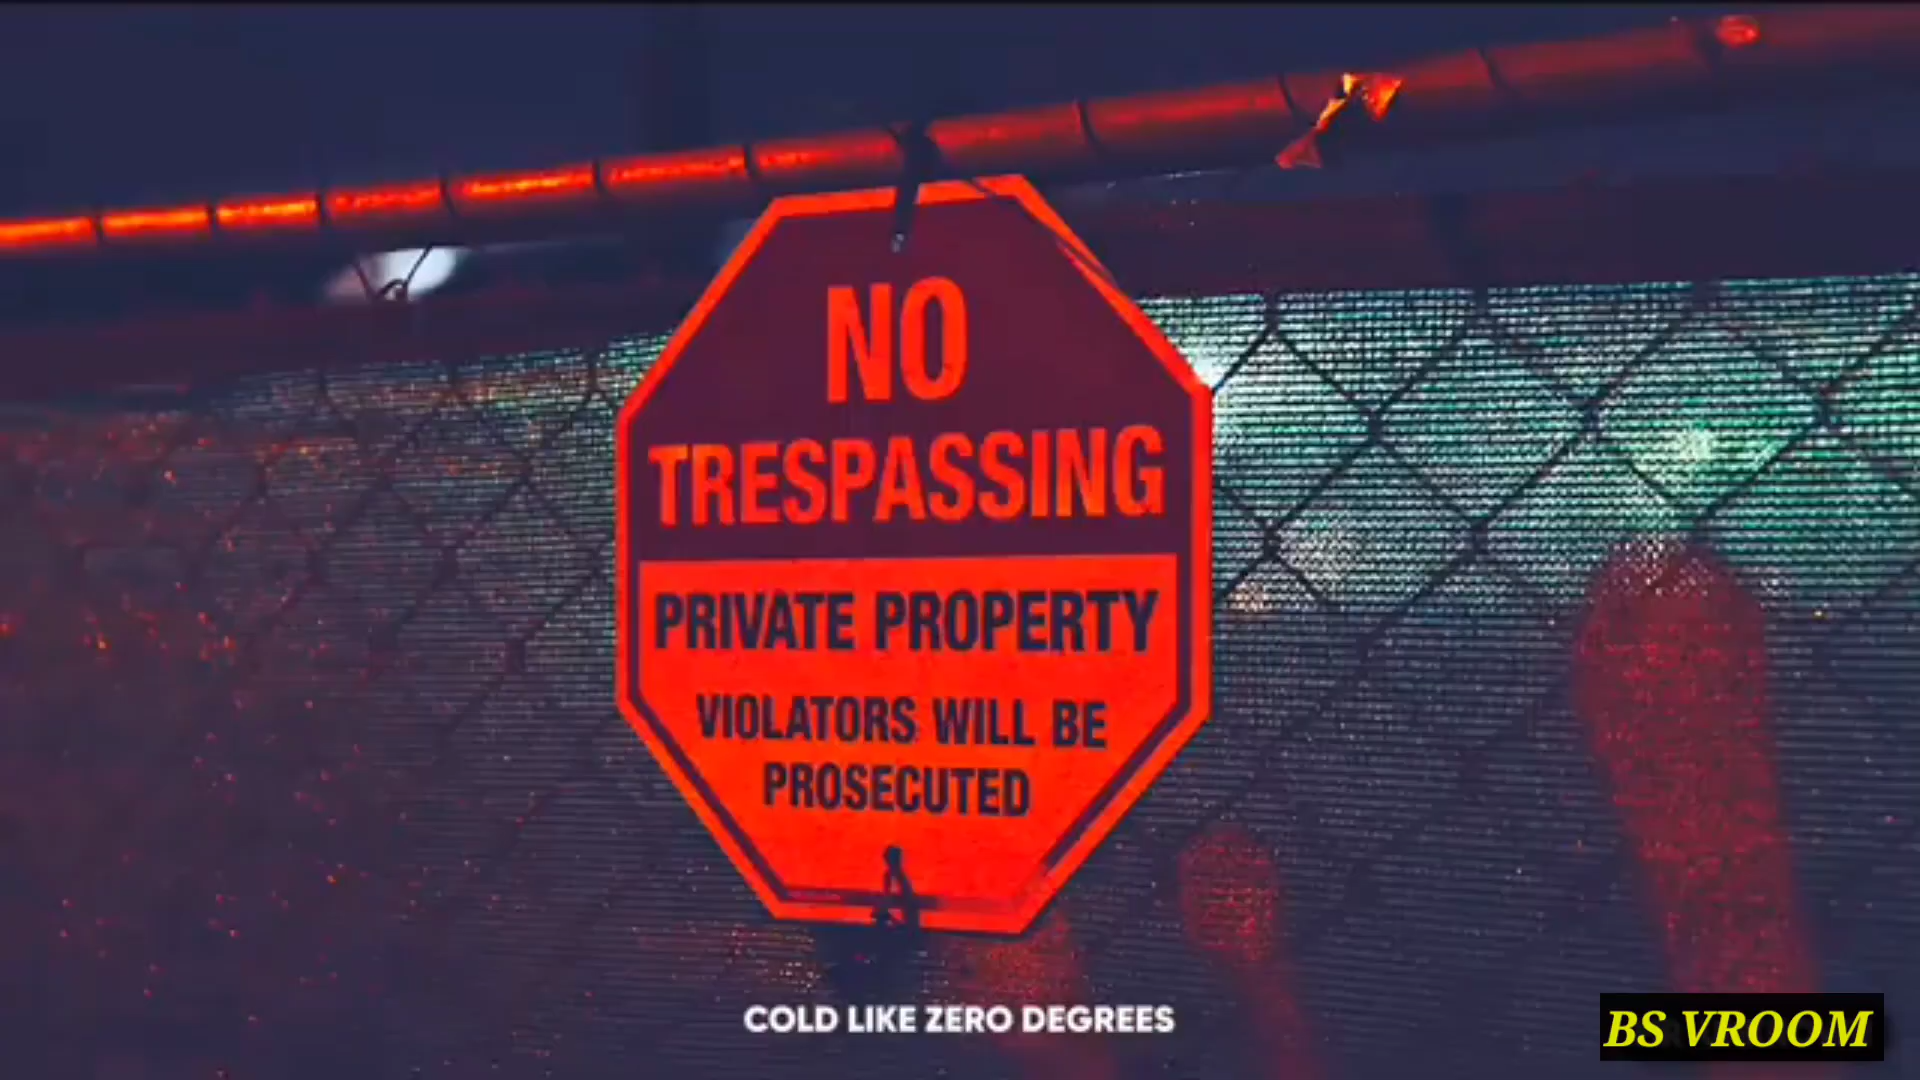 NO
TRESPASSING
PRIVATE PROPERTY
VIOLATORS WILL BE
PROSECUTED
COLD LIKE ZERO DEGREES
BS VROOM